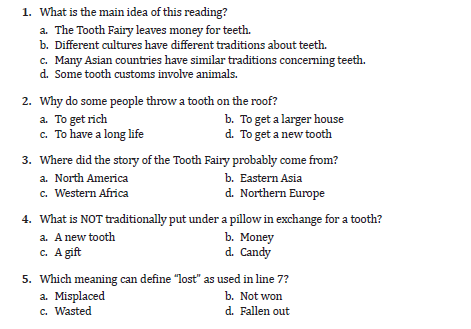 1. What is the main idea of this reading?
a. The Tooth Fairy leaves money for teeth.
b. Different cultures have different traditions about teeth.
c. Many Asian countries have similar traditions concerning teeth.
d. Some tooth customs involve animals.
2. Why do some people throw a tooth on the roof?
a. To get rich b. To get a larger house
c. To have a long life d. To get a new tooth
3. Where did the story of the Tooth Fairy probably come from?
a. North America b. Eastern Asia
c. Western Africa d. Northern Europe
4. What is NOT traditionally put under a pillow in exchange for a tooth?
a. A new tooth b. Money
c. A gift d. Candy
5. Which meaning can define "lost" as used in line 7?
a. Misplaced b. Not won
c. Wasted d. Fallen out